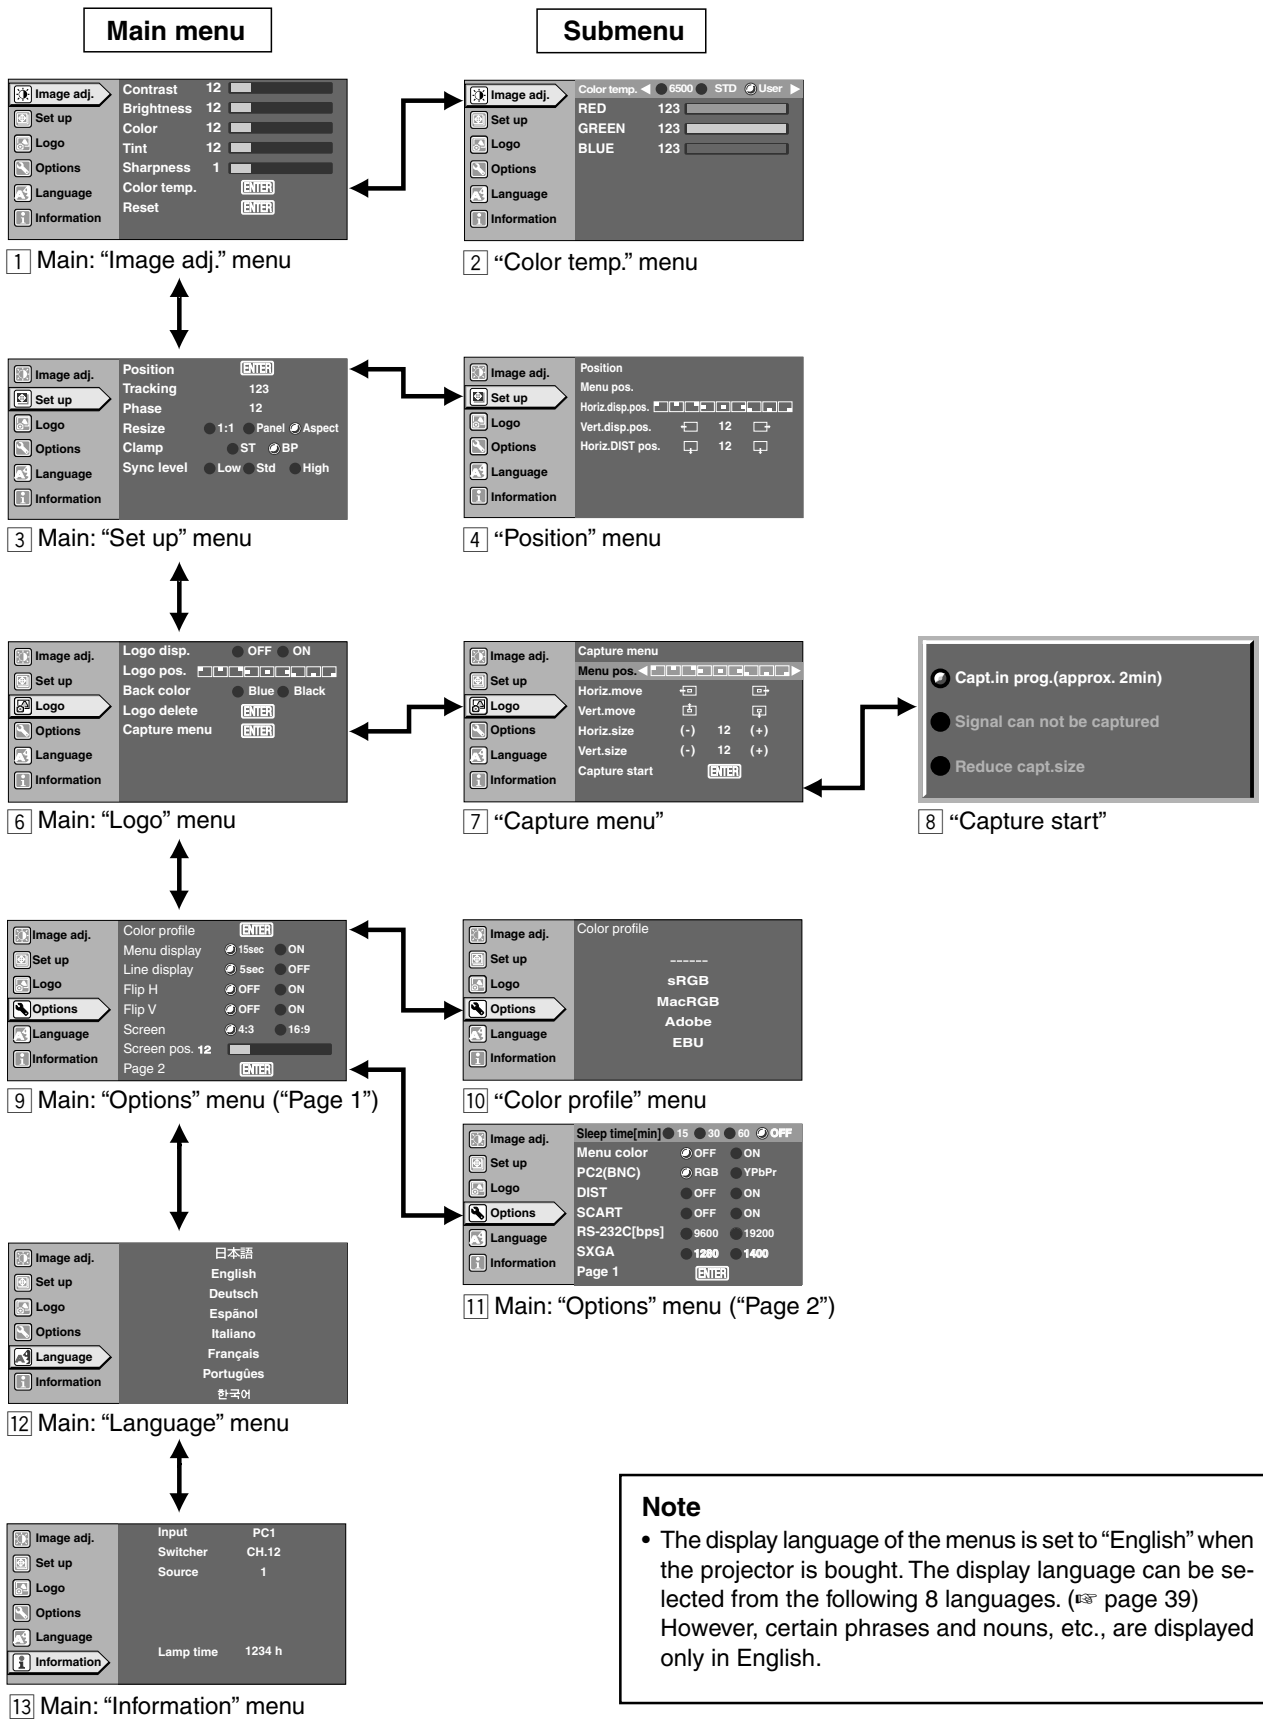 Main menu
Submenu
Image adj.
Set up
Logo
Options
Language
Information
Contrast 12
Brightness 12
Color 12
Tint 12
Sharpness 1
Color temp. ENTER
Reset ENTER
1 Main: “Image adj.” menu
Image adj.
Set up
Logo
Options
Language
Information
Color temp. ◀ 6500 STD User ▶
RED 123
GREEN 123
BLUE 123
2 “Color temp.” menu
Image adj.
Set up
Logo
Options
Language
Information
Position ENTER
Tracking 123
Phase 12
Resize 1:1 Panel Aspect
Clamp ST BP
Sync level Low Std High
3 Main: “Set up” menu
Image adj.
Set up
Logo
Options
Language
Information
Position
Menu pos.
Horiz.disp.pos.
Vert.disp.pos. 12
Horiz.DIST pos. 12
4 “Position” menu
Image adj.
Set up
Logo
Options
Language
Information
Logo disp. OFF ON
Logo pos.
Back color Blue Black
Logo delete ENTER
Capture menu ENTER
6 Main: “Logo” menu
Image adj.
Set up
Logo
Options
Language
Information
Capture menu
Menu pos. ◀ ▶
Horiz.move
Vert.move
Horiz.size (-) 12 (+)
Vert.size (-) 12 (+)
Capture start ENTER
7 “Capture menu”
Capt.in prog.(approx. 2min)
Signal can not be captured
Reduce capt.size
8 “Capture start”
Image adj.
Set up
Logo
Options
Language
Information
Color profile ENTER
Menu display 15sec ON
Line display 5sec OFF
Flip H OFF ON
Flip V OFF ON
Screen 4:3 16:9
Screen pos. 12
Page 2 ENTER
9 Main: “Options” menu (“Page 1”)
Image adj.
Set up
Logo
Options
Language
Information
Color profile
------
sRGB
MacRGB
Adobe
EBU
10 “Color profile” menu
Image adj.
Set up
Logo
Options
Language
Information
Sleep time[min] 15 30 60 OFF
Menu color OFF ON
PC2(BNC) RGB YPbPr
DIST OFF ON
SCART OFF ON
RS-232C[bps] 9600 19200
SXGA 1280 1400
Page 1 ENTER
11 Main: “Options” menu (“Page 2”)
Image adj.
Set up
Logo
Options
Language
Information
日本語
English
Deutsch
Espãnol
Italiano
Français
Portugûes
한국어
12 Main: “Language” menu
Image adj.
Set up
Logo
Options
Language
Information
Input PC1
Switcher CH.12
Source 1
Lamp time 1234 h
13 Main: “Information” menu
Note
• The display language of the menus is set to “English” when
the projector is bought. The display language can be se-
lected from the following 8 languages. (☞ page 39)
However, certain phrases and nouns, etc., are displayed
only in English.